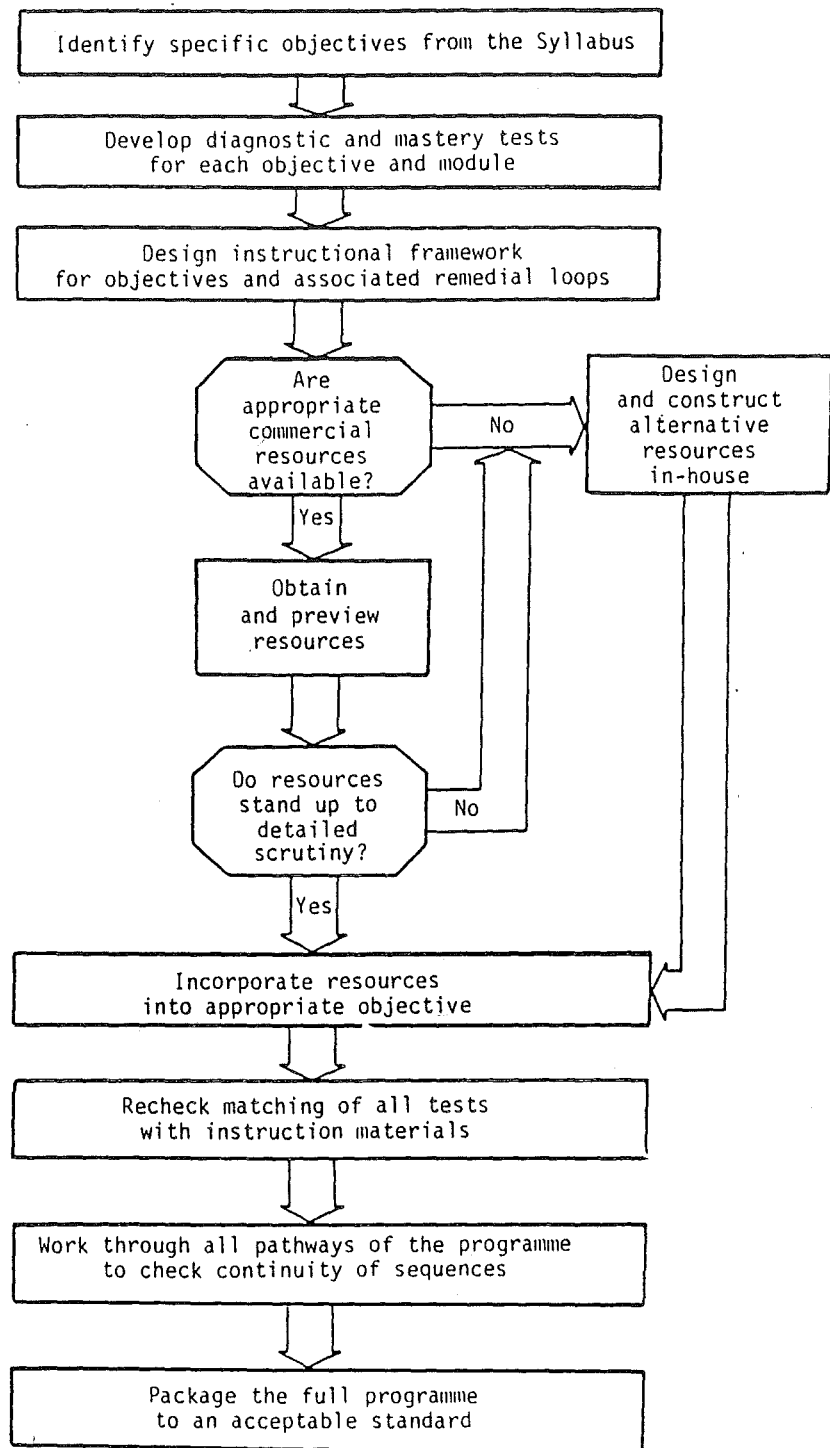 Identify specific objectives from the Syllabus
Develop diagnostic and mastery tests
for each objective and module
Design instructional framework
for objectives and associated remedial loops
Are
appropriate
commercial
resources
available?
No
Design
and construct
alternative
resources
in-house
Yes
Obtain
and preview
resources
Do resources
stand up to
detailed
scrutiny?
No
Yes
Incorporate resources
into appropriate objective
Recheck matching of all tests
with instruction materials
Work through all pathways of the programme
to check continuity of sequences
Package the full programme
to an acceptable standard